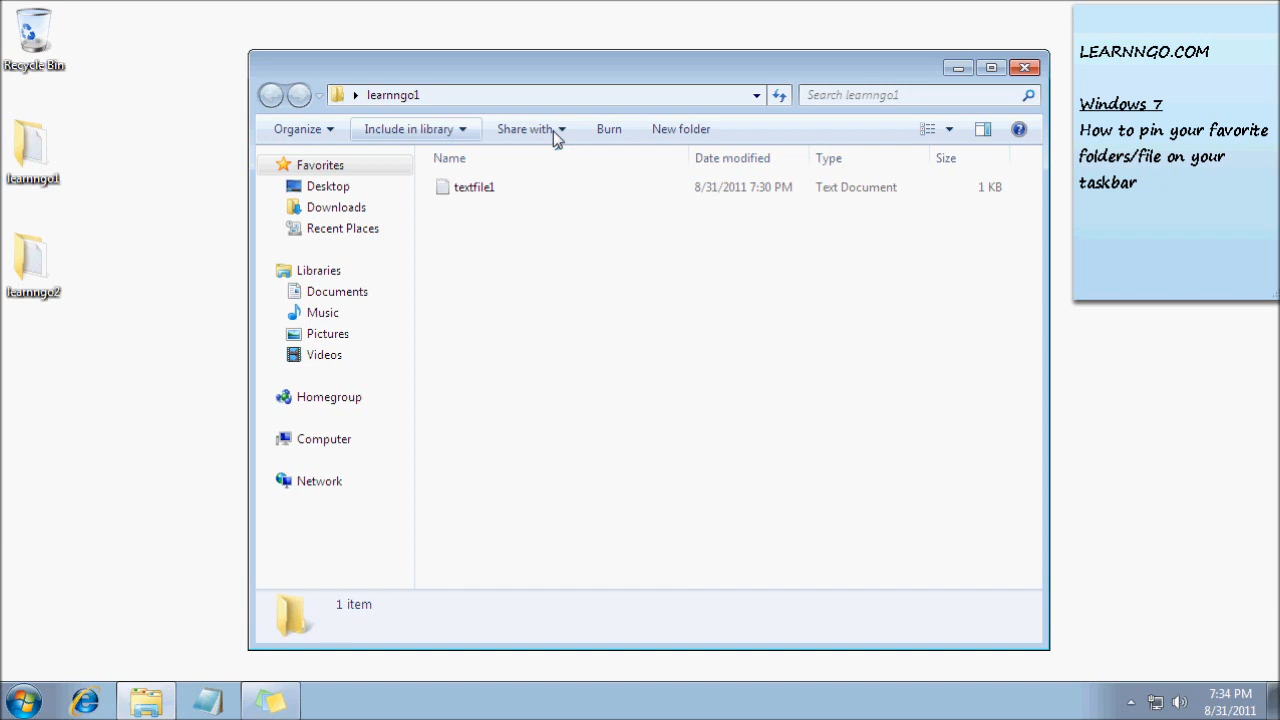 Recycle Bin
learnngo1
learnngo2
learnngo1
Search learnngo1
Organize Include in library Share with Burn New folder
Name Date modified Type Size
textfile1 8/31/2011 7:30 PM Text Document 1 KB
Favorites
Desktop
Downloads
Recent Places
Libraries
Documents
Music
Pictures
Videos
Homegroup
Computer
Network
1 item
LEARNNGO.COM
Windows 7
How to pin your favorite
folders/file on your
taskbar
7:34 PM
8/31/2011